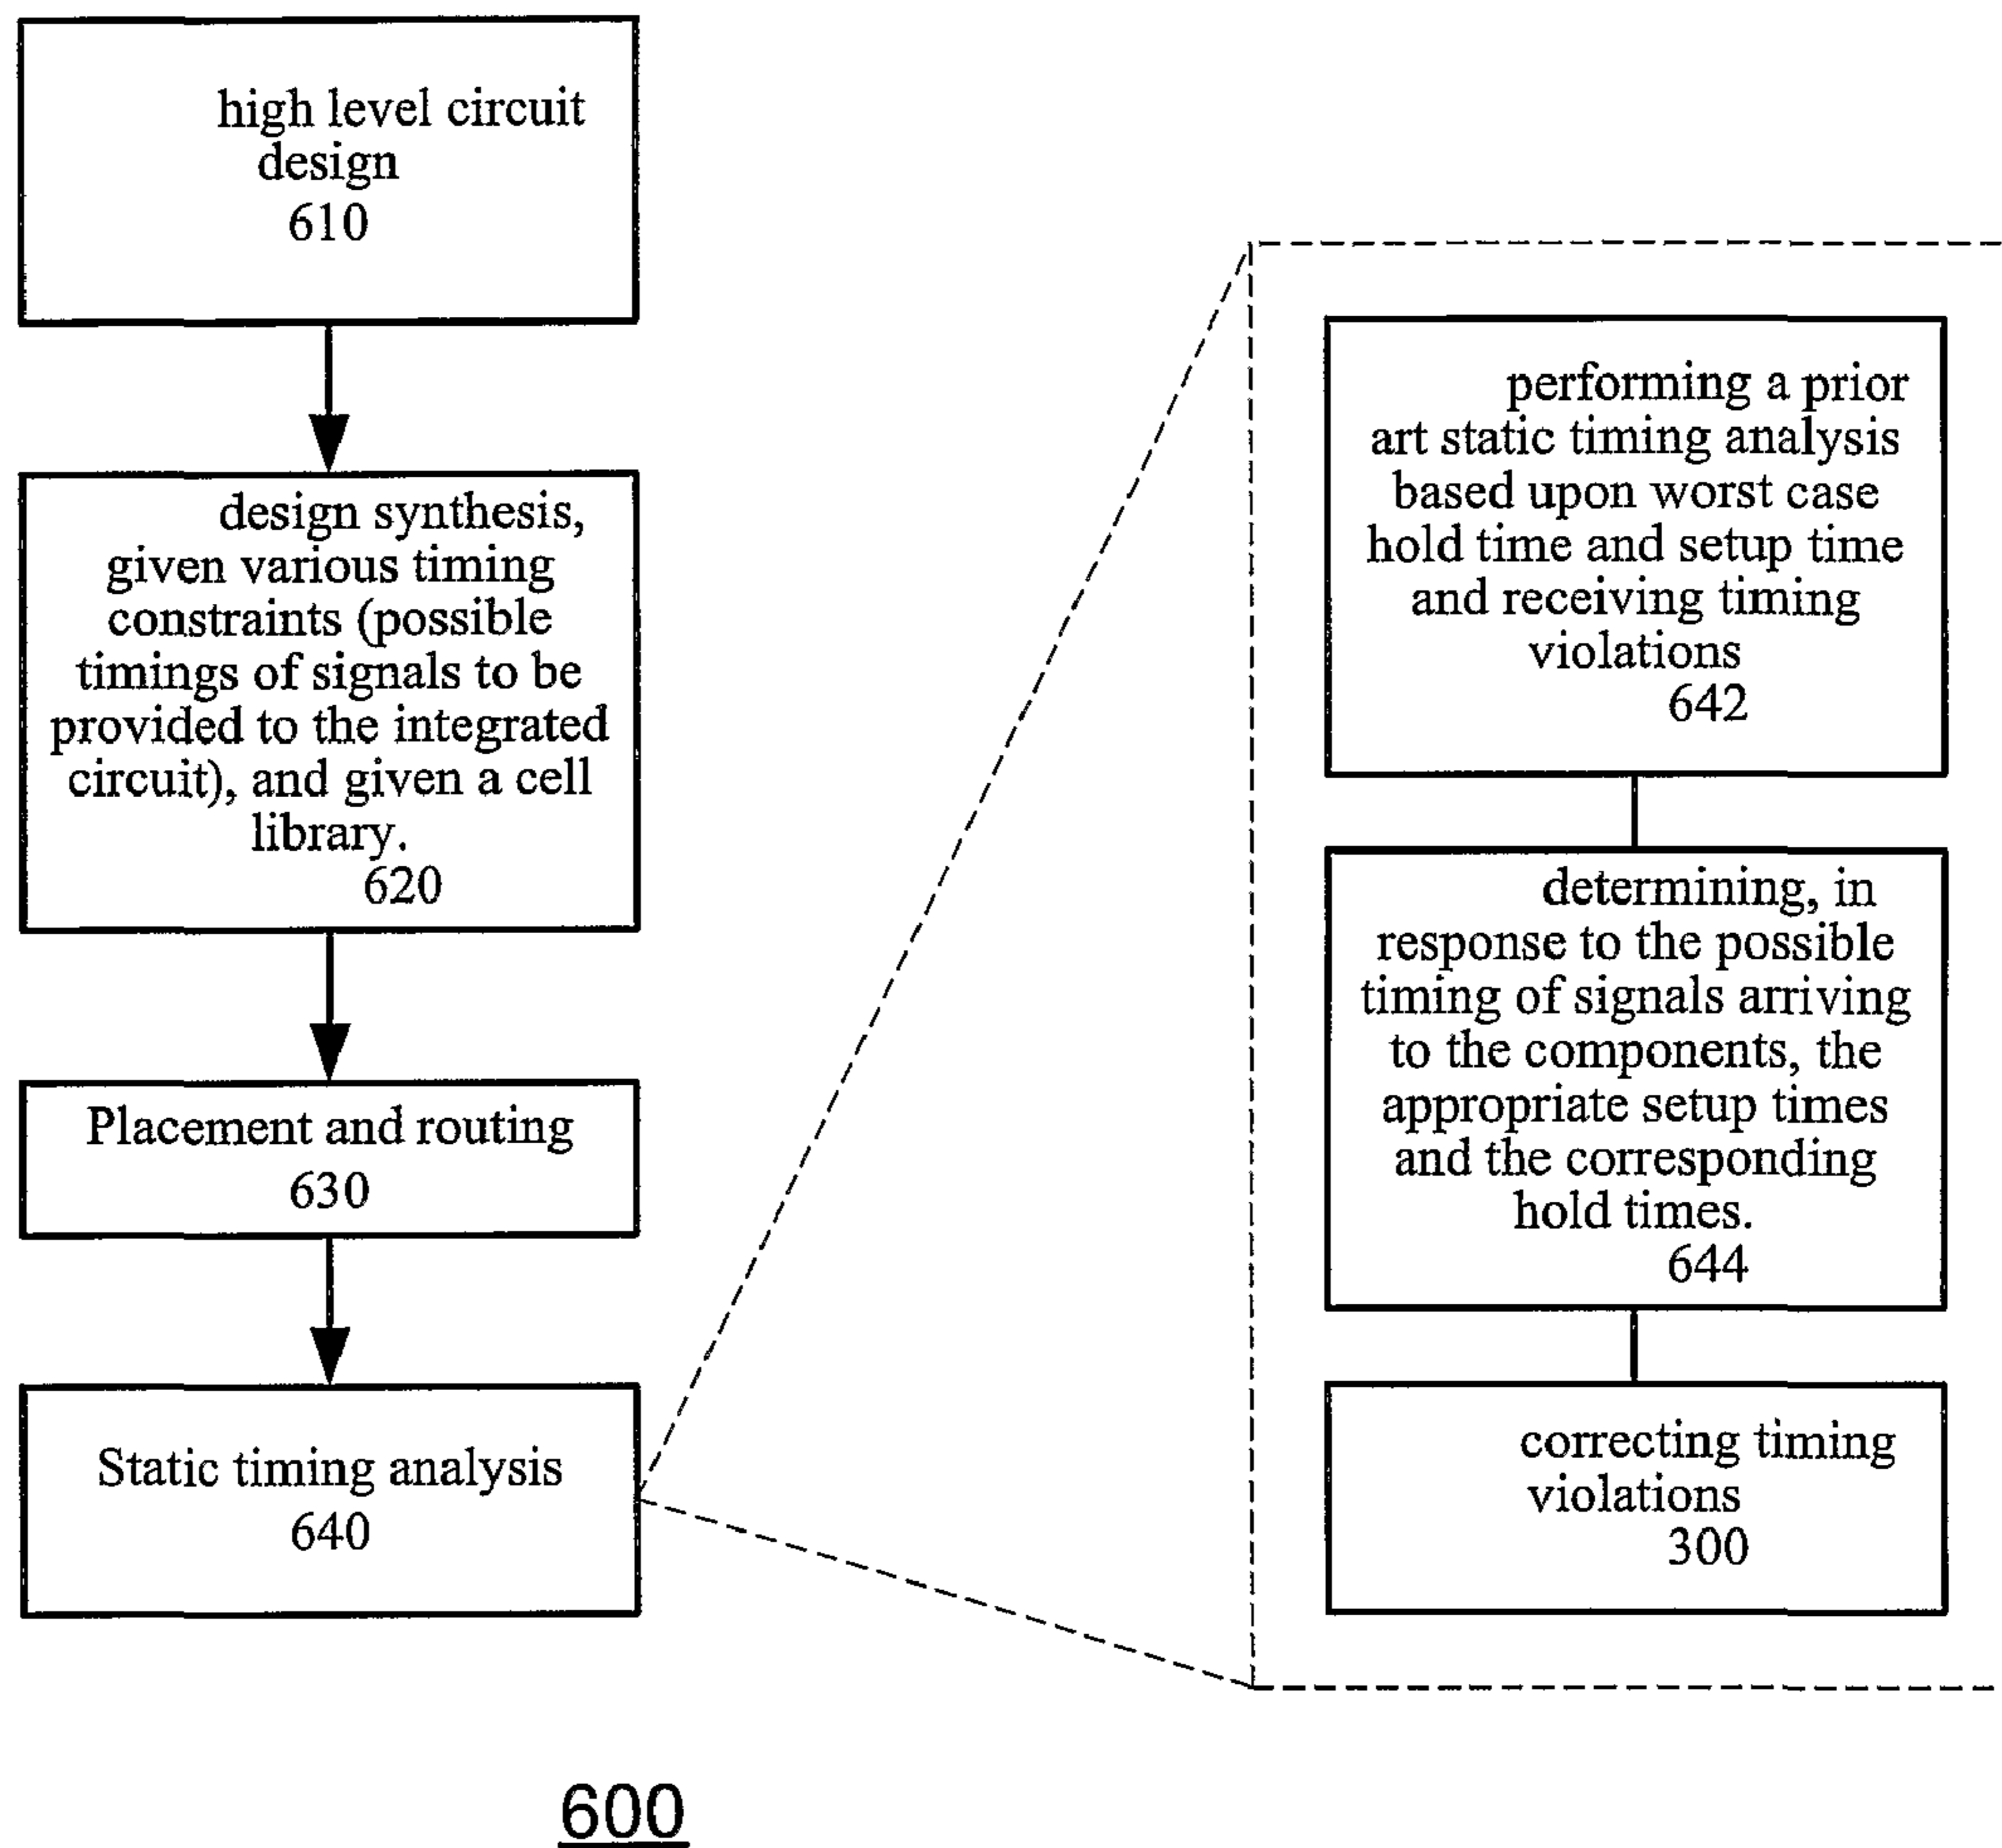 high level circuit
design
610
design synthesis,
given various timing
constraints (possible
timings of signals to be
provided to the integrated
circuit), and given a cell
library.
620
Placement and routing
630
Static timing analysis
640
performing a prior
art static timing analysis
based upon worst case
hold time and setup time
and receiving timing
violations
642
determining, in
response to the possible
timing of signals arriving
to the components, the
appropriate setup times
and the corresponding
hold times.
644
correcting timing
violations
300
600